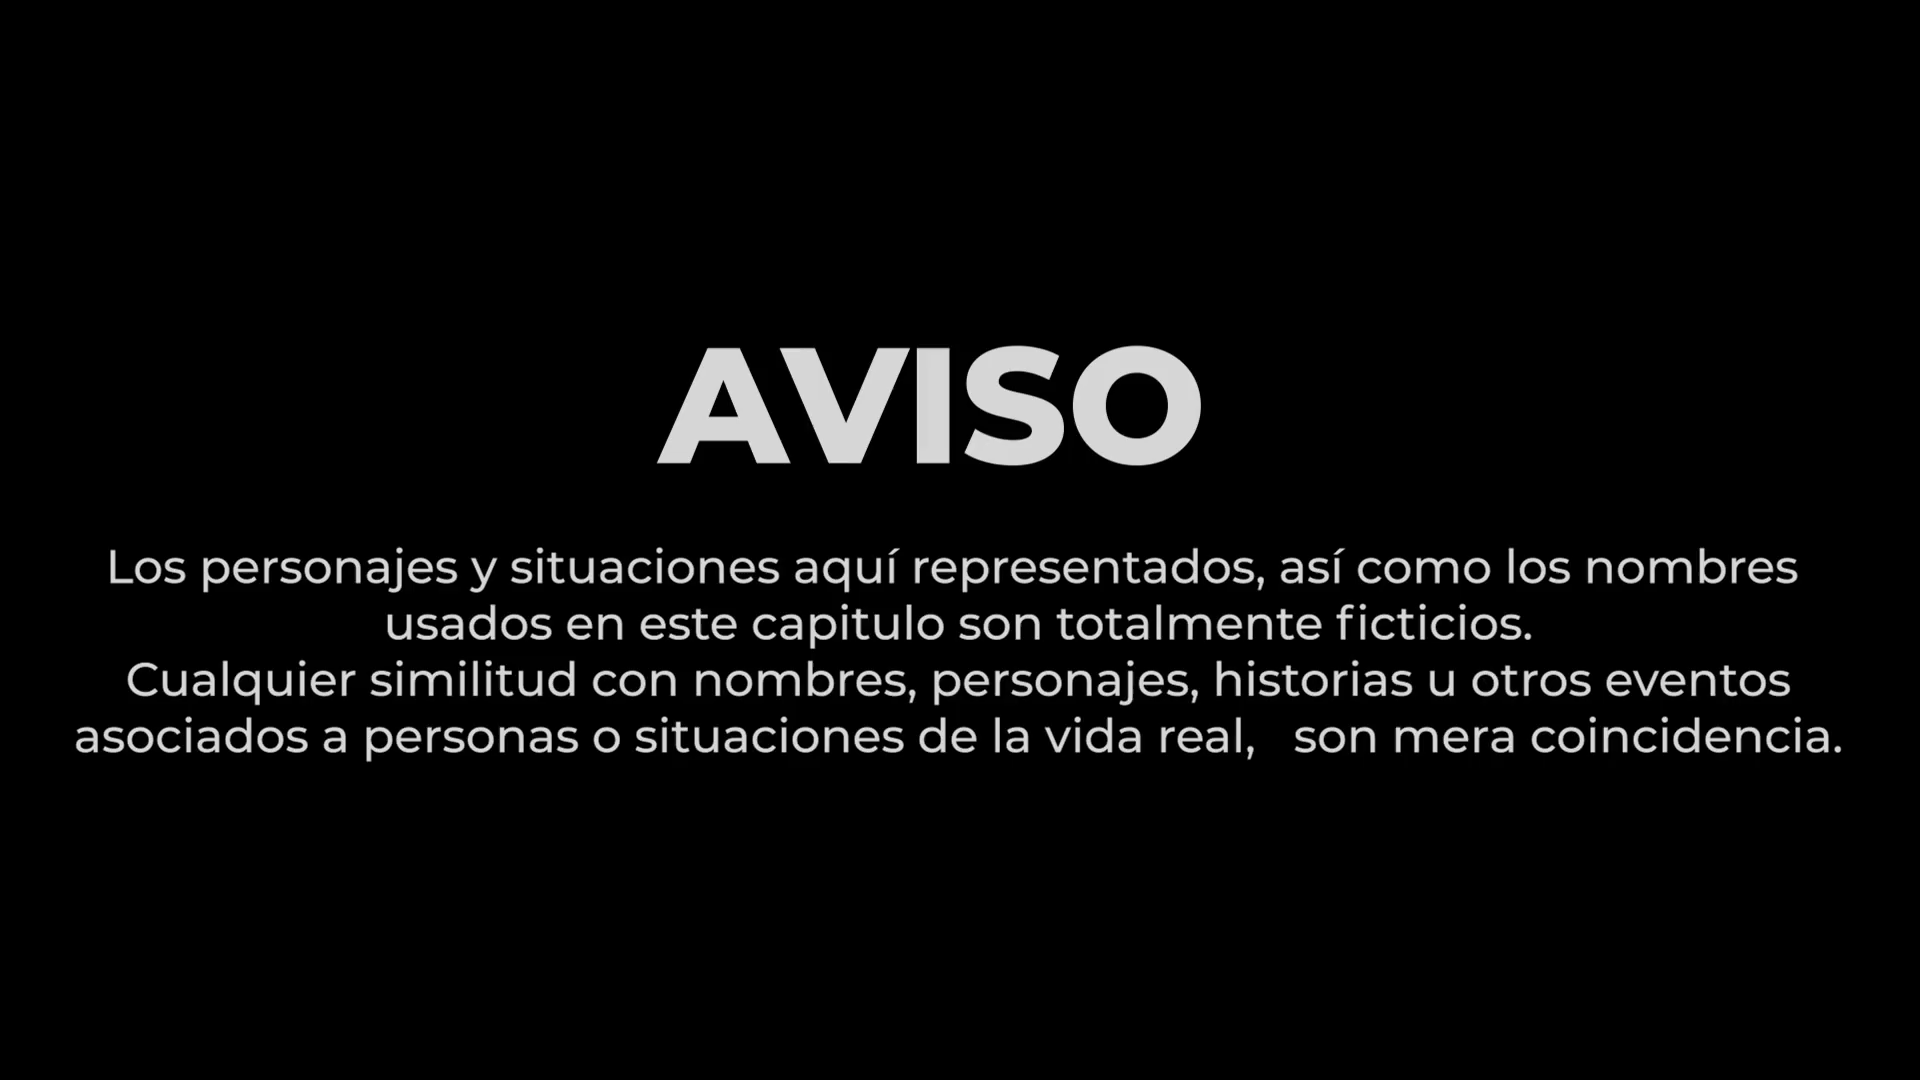 AVISO
Los personajes y situaciones aquí representados, así como los nombres
usados en este capitulo son totalmente ficticios.
Cualquier similitud con nombres, personajes, historias u otros eventos
asociados a personas o situaciones de la vida real,   son mera coincidencia.